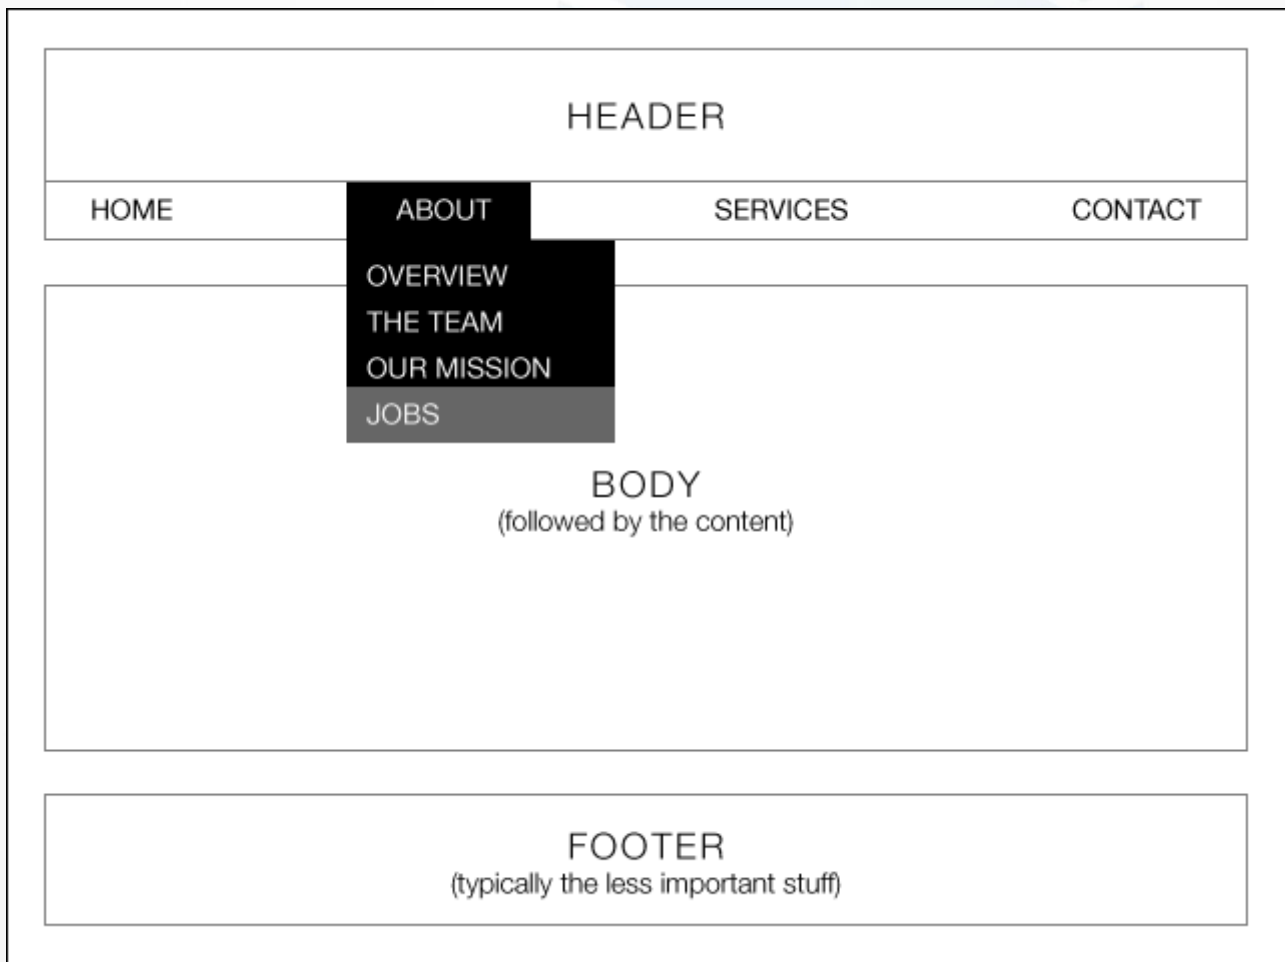 HEADER
HOME ABOUT SERVICES CONTACT
OVERVIEW
THE TEAM
OUR MISSION
JOBS
BODY
(followed by the content)
FOOTER
(typically the less important stuff)